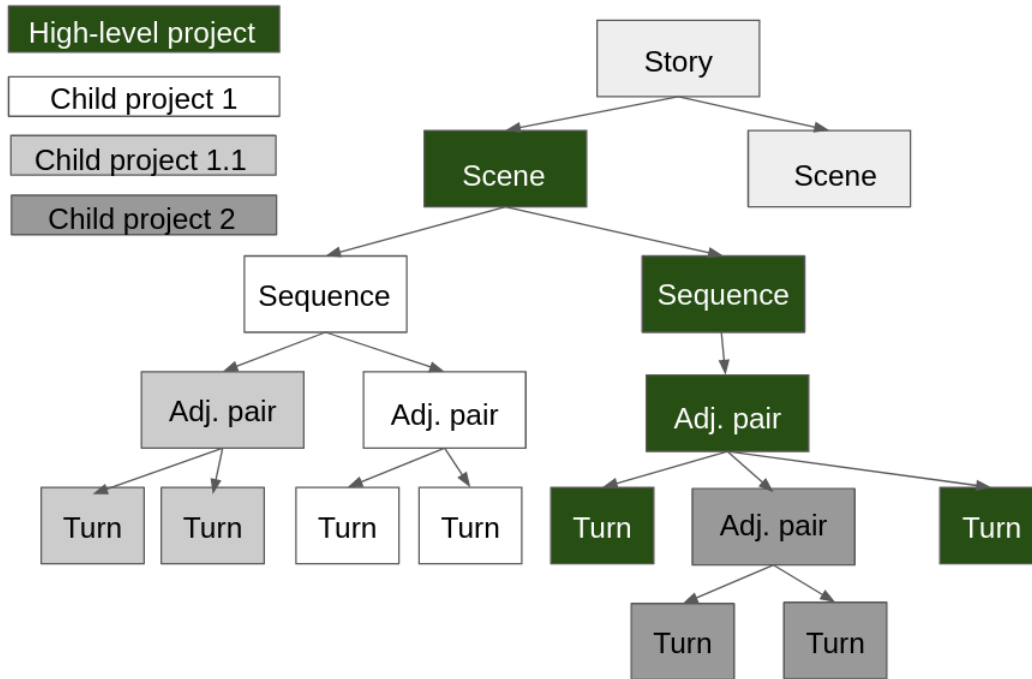 High-level project
Child project 1
Child project 1.1
Child project 2
Story
Scene
Scene
Sequence
Sequence
Adj. pair
Adj. pair
Adj. pair
Turn
Turn
Turn
Turn
Turn
Adj. pair
Turn
Turn
Turn